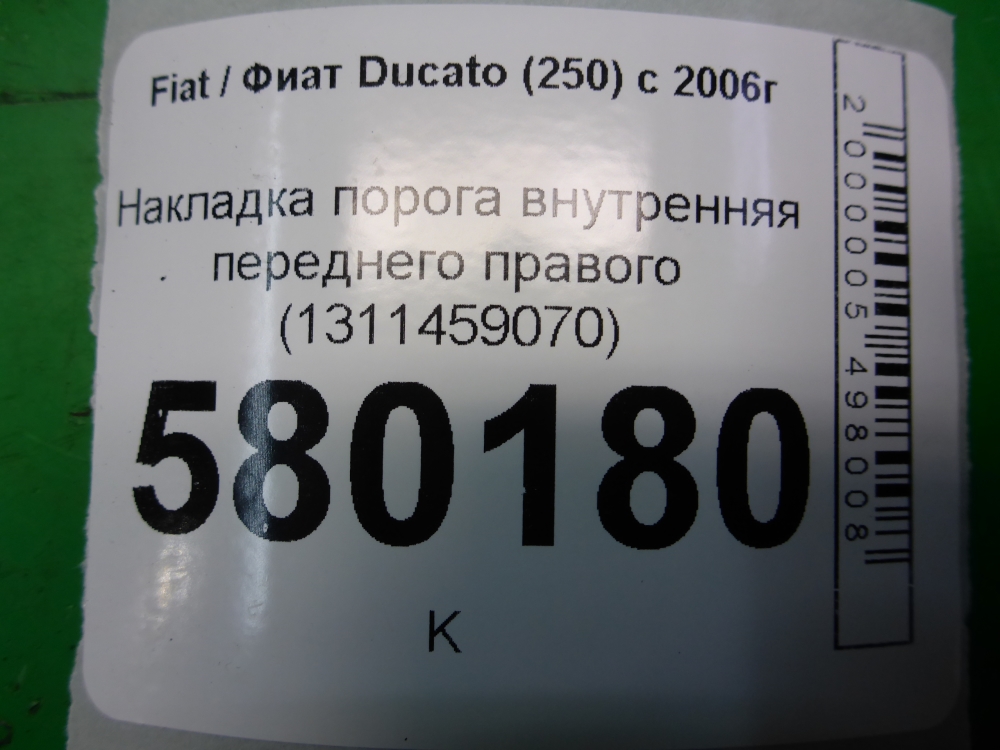 Fiat / Фиат Ducato (250) с 2006г
Накладка порога внутренняя
переднего правого
(1311459070)
580180
К
2000005498008